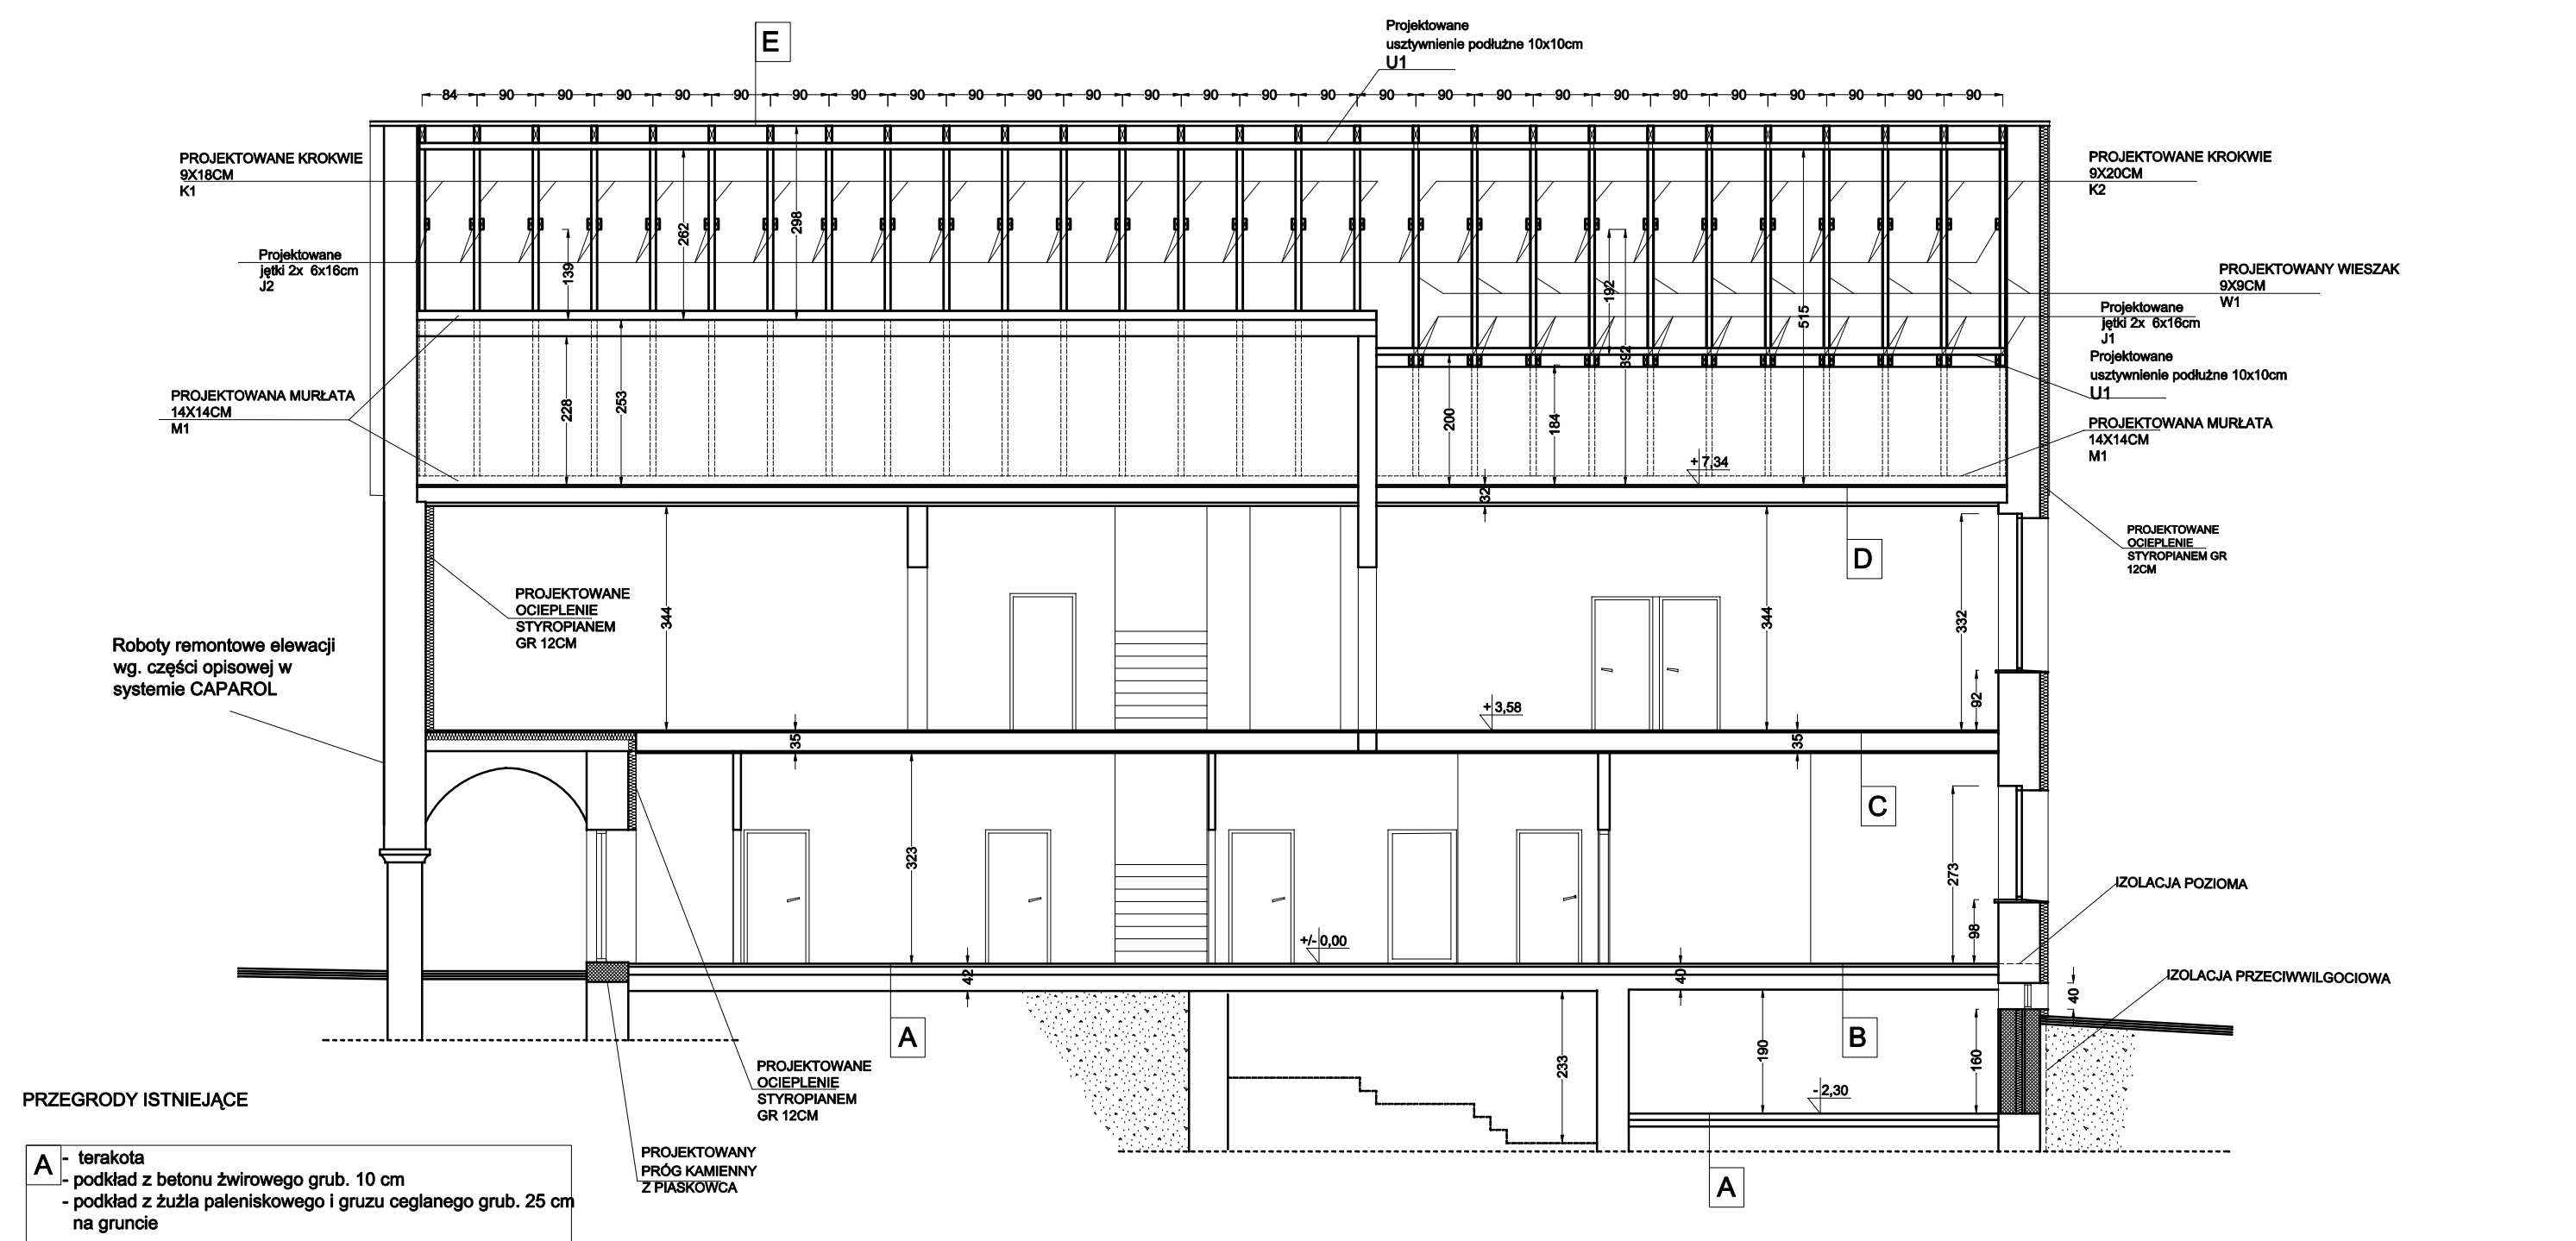 E
Projektowane
usztywnienie podłużne 10x10cm
U1
84 90 90 90 90 90 90 90 90 90 90 90 90 90 90 90 90 90 90 90 90 90 90 90 90 90 90
PROJEKTOWANE KROKWIE
9X18CM
K1
PROJEKTOWANE KROKWIE
9X20CM
K2
298
262
139
Projektowane
jętki 2x 6x16cm
J2
192
392
515
PROJEKTOWANY WIESZAK
9X9CM
W1
Projektowane
jętki 2x 6x16cm
J1
Projektowane
usztywnienie podłużne 10x10cm
U1
PROJEKTOWANA MURŁATA
14X14CM
M1
228
253
200
184
PROJEKTOWANA MURŁATA
14X14CM
M1
+ 7,34
32
D
PROJEKTOWANE
OCIEPLENIE
STYROPIANEM GR
12CM
PROJEKTOWANE
OCIEPLENIE
STYROPIANEM
GR 12CM
344
344
332
92
Roboty remontowe elewacji
wg. części opisowej w
systemie CAPAROL
+ 3,58
35
35
C
323
273
98
IZOLACJA POZIOMA
+/- 0,00
42
40
40
IZOLACJA PRZECIWWILGOCIOWA
A
B
233
190
160
- 2,30
PROJEKTOWANE
OCIEPLENIE
STYROPIANEM
GR 12CM
PROJEKTOWANY
PRÓG KAMIENNY
Z PIASKOWCA
A
PRZEGRODY ISTNIEJĄCE
A - terakota
- podkład z betonu żwirowego grub. 10 cm
- podkład z żużla paleniskowego i gruzu ceglanego grub. 25 cm
na gruncie